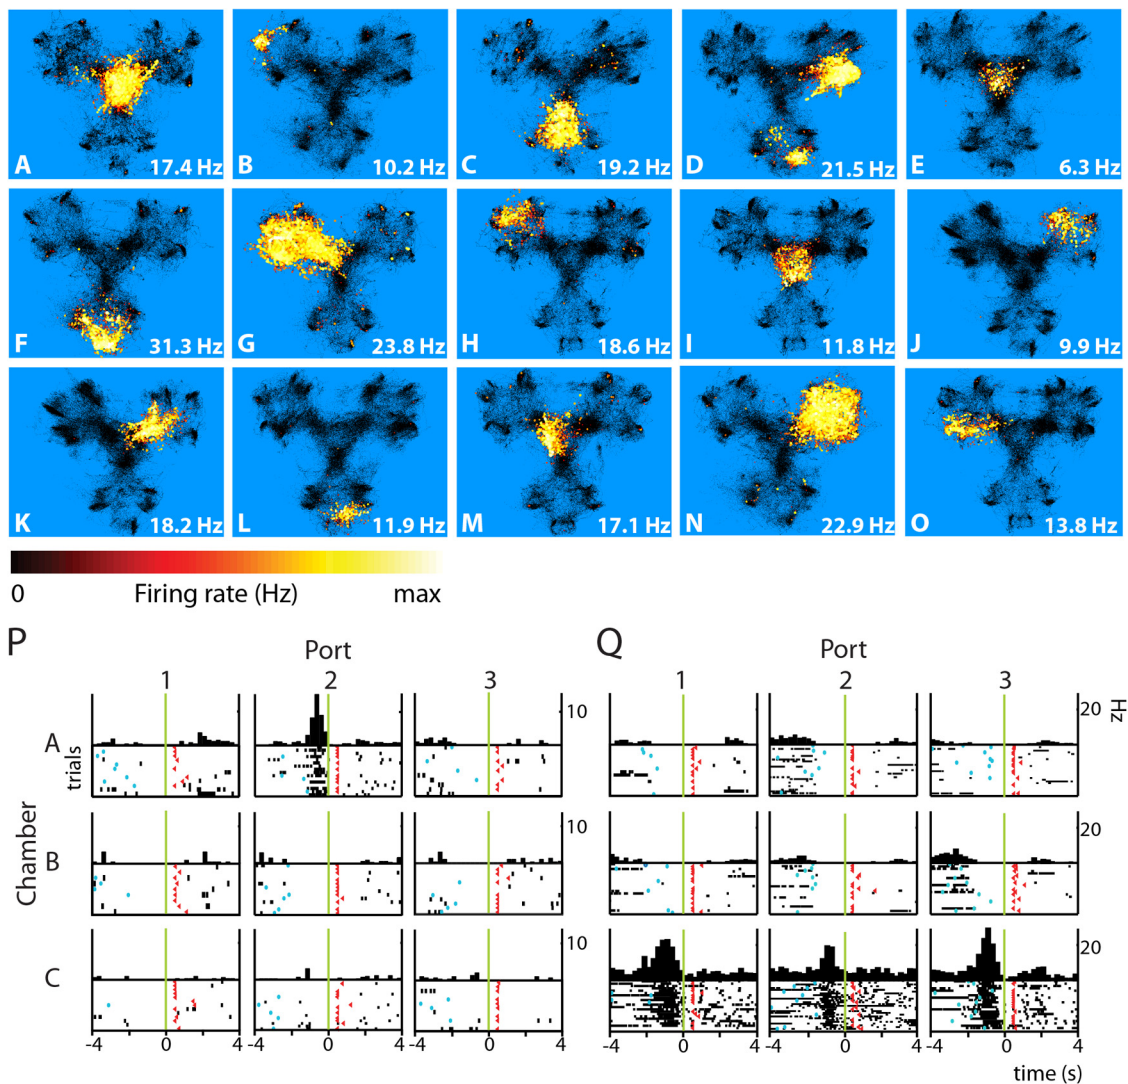 A 17.4 Hz
B 10.2 Hz
C 19.2 Hz
D 21.5 Hz
E 6.3 Hz
F 31.3 Hz
G 23.8 Hz
H 18.6 Hz
I 11.8 Hz
J 9.9 Hz
K 18.2 Hz
L 11.9 Hz
M 17.1 Hz
N 22.9 Hz
O 13.8 Hz
0 Firing rate (Hz) max
P
Port
1 2 3
10
A
trials
10
Chamber
B
10
C
-4 0 4 -4 0 4 -4 0 4
Q
Port
1 2 3
20
Hz
20
20
-4 0 4 -4 0 4 -4 0 4
time (s)